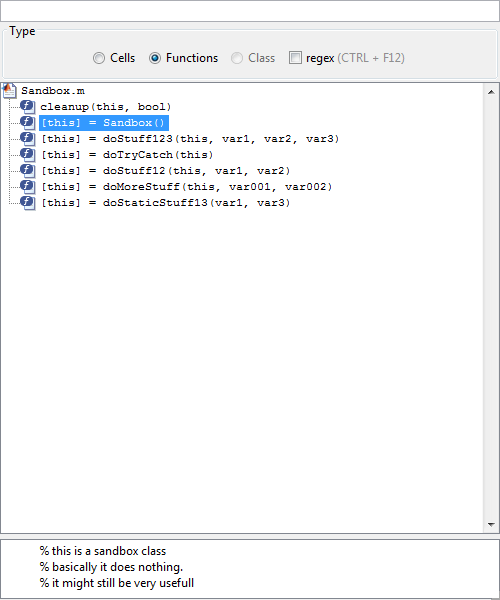 Type
Cells Functions Class regex (CTRL + F12)
Sandbox.m
cleanup(this, bool)
[this] = Sandbox()
[this] = doStuff123(this, var1, var2, var3)
[this] = doTryCatch(this)
[this] = doStuff12(this, var1, var2)
[this] = doMoreStuff(this, var001, var002)
[this] = doStaticStuff13(var1, var3)
% this is a sandbox class
% basically it does nothing.
% it might still be very usefull